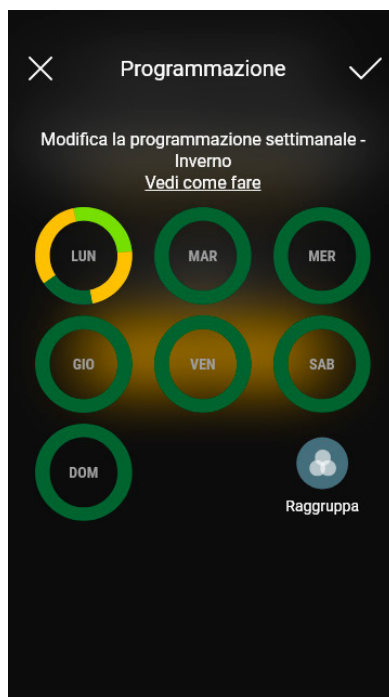 Programmazione
Modifica la programmazione settimanale -
Inverno
Vedi come fare
LUN
MAR
MER
GIO
VEN
SAB
DOM
Raggruppa